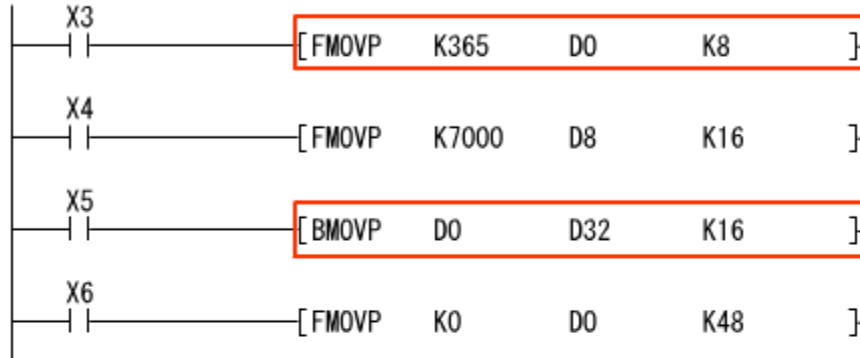 X3
[FMOVP K365 D0 K8 ]
X4
[FMOVP K7000 D8 K16 ]
X5
[BMOVP D0 D32 K16 ]
X6
[FMOVP K0 D0 K48 ]